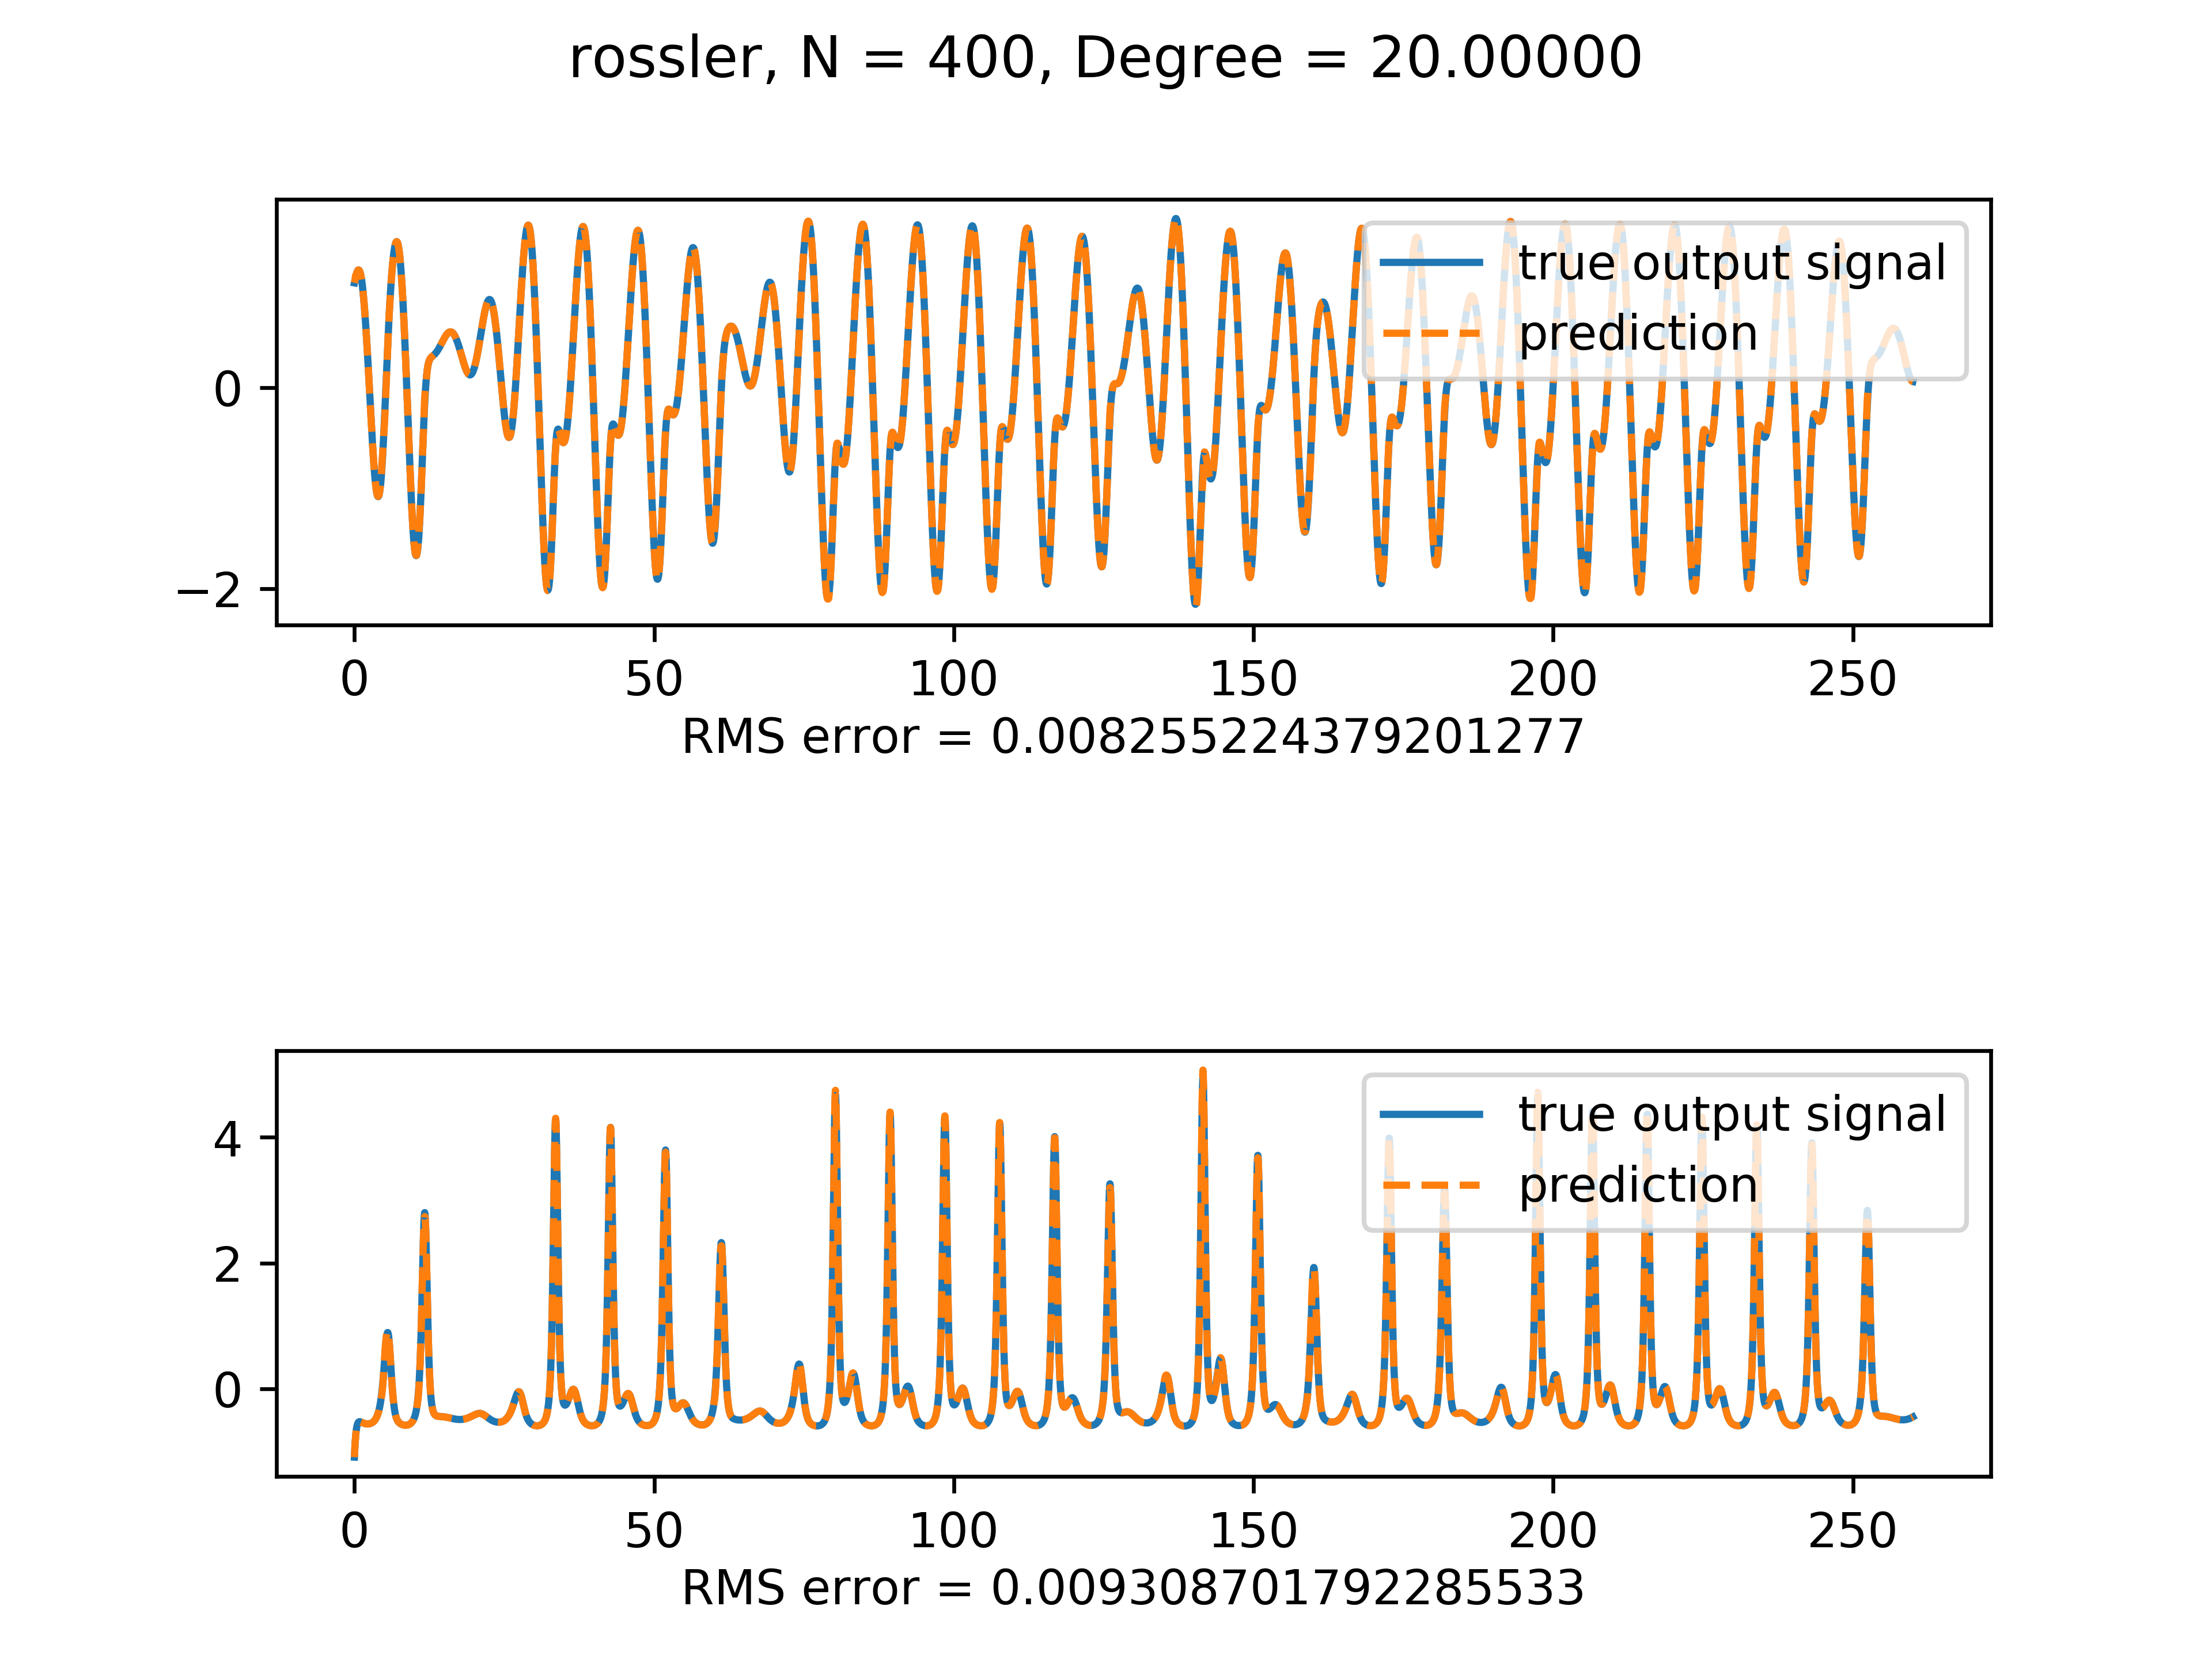 rossler, N = 400, Degree = 20.00000
true output signal
prediction
0
−2
0 50 100 150 200 250
RMS error = 0.008255224379201277
true output signal
prediction
4
2
0
0 50 100 150 200 250
RMS error = 0.009308701792285533